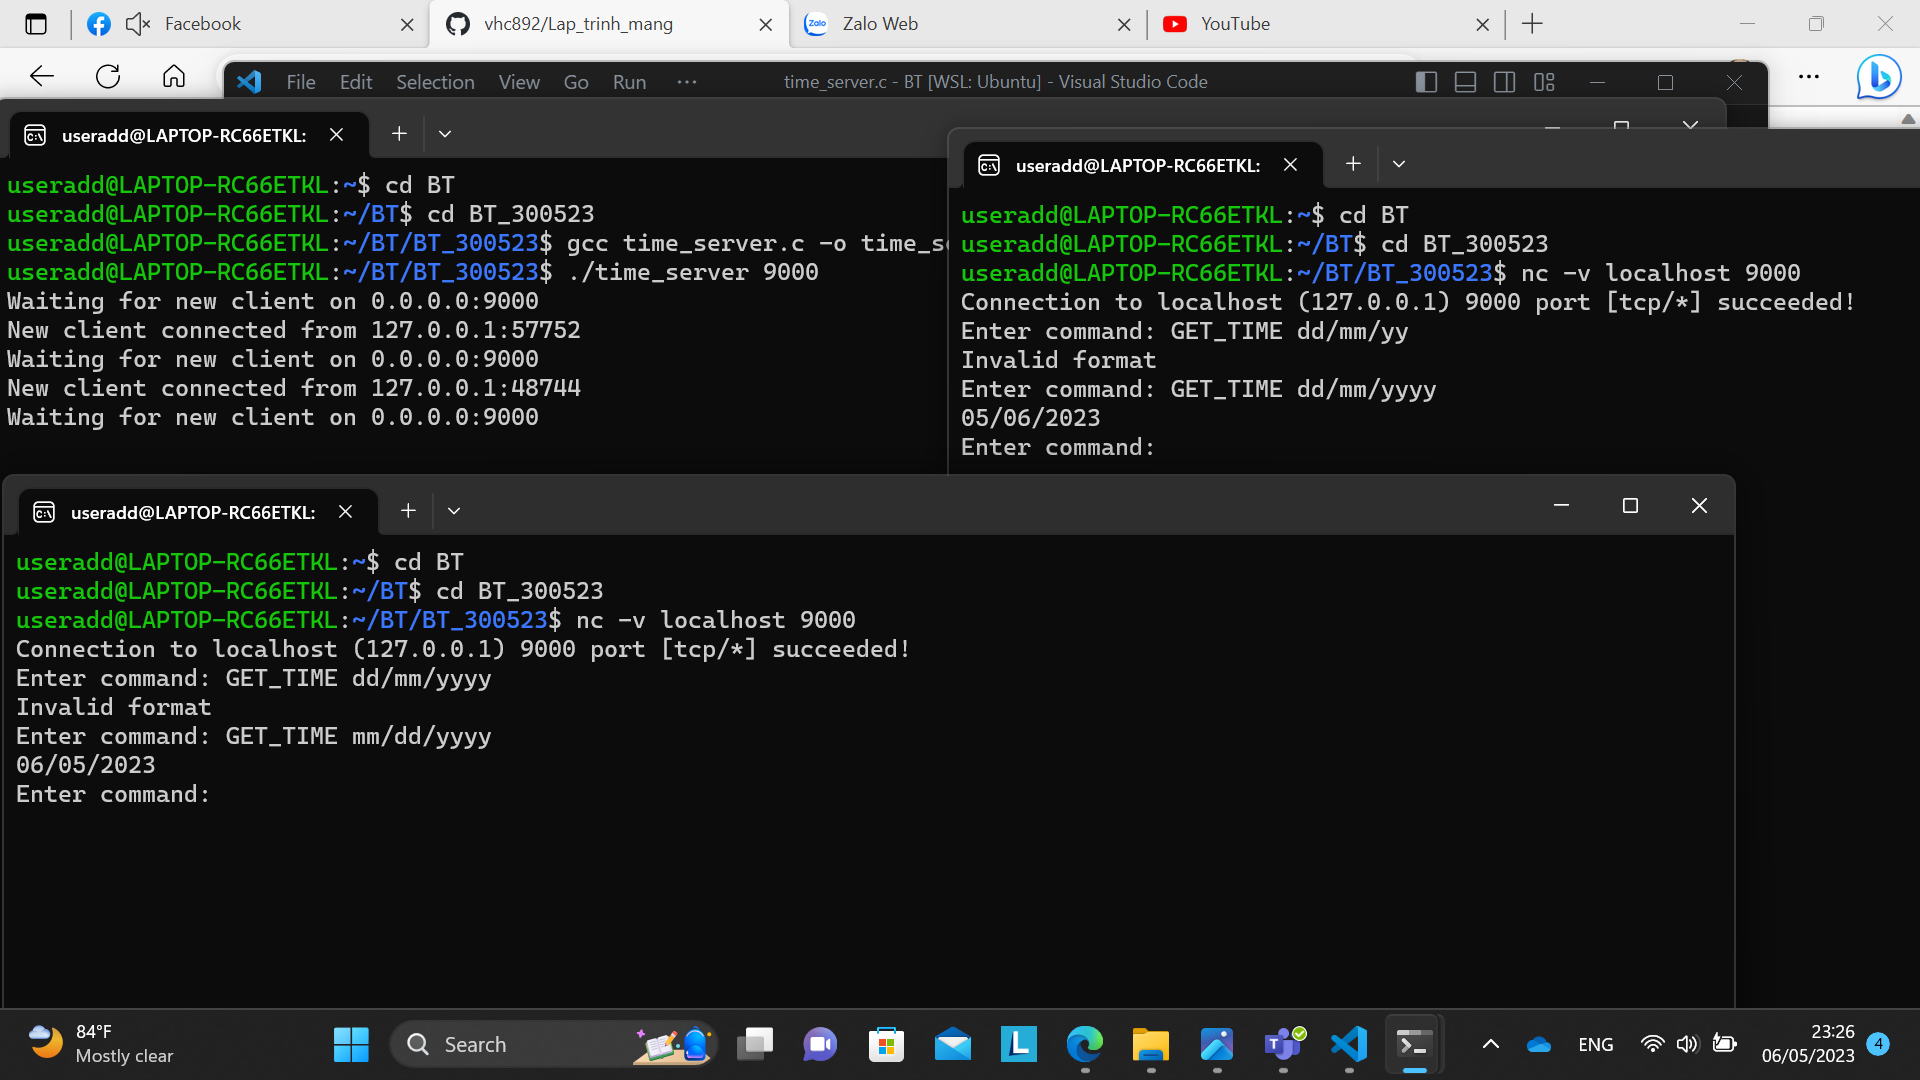 Facebook
vhc892/Lap_trinh_mang
Zalo
Zalo Web
YouTube
File Edit Selection View Go Run ···
time_server.c - BT [WSL: Ubuntu] - Visual Studio Code
useradd@LAPTOP-RC66ETKL:
useradd@LAPTOP-RC66ETKL:~$ cd BT
useradd@LAPTOP-RC66ETKL:~/BT$ cd BT_300523
useradd@LAPTOP-RC66ETKL:~/BT/BT_300523$ gcc time_server.c -o
useradd@LAPTOP-RC66ETKL:~/BT/BT_300523$ ./time_server 9000
Waiting for new client on 0.0.0.0:9000
New client connected from 127.0.0.1:57752
Waiting for new client on 0.0.0.0:9000
New client connected from 127.0.0.1:48744
Waiting for new client on 0.0.0.0:9000
useradd@LAPTOP-RC66ETKL:
useradd@LAPTOP-RC66ETKL:~$ cd BT
useradd@LAPTOP-RC66ETKL:~/BT$ cd BT_300523
useradd@LAPTOP-RC66ETKL:~/BT/BT_300523$ nc -v localhost 9000
Connection to localhost (127.0.0.1) 9000 port [tcp/*] succeeded!
Enter command: GET_TIME dd/mm/yy
Invalid format
Enter command: GET_TIME dd/mm/yyyy
05/06/2023
Enter command:
useradd@LAPTOP-RC66ETKL:
useradd@LAPTOP-RC66ETKL:~$ cd BT
useradd@LAPTOP-RC66ETKL:~/BT$ cd BT_300523
useradd@LAPTOP-RC66ETKL:~/BT/BT_300523$ nc -v localhost 9000
Connection to localhost (127.0.0.1) 9000 port [tcp/*] succeeded!
Enter command: GET_TIME dd/mm/yyyy
Invalid format
Enter command: GET_TIME mm/dd/yyyy
06/05/2023
Enter command:
84°F
Mostly clear
Search
L
T
ENG
23:26
06/05/2023
4